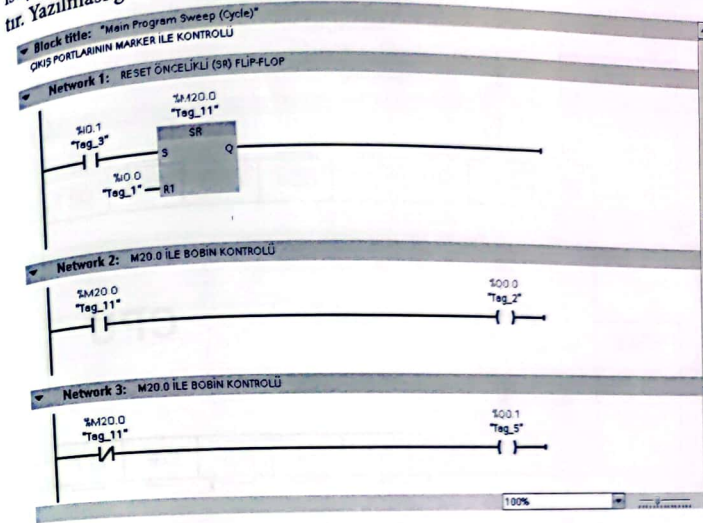 tır.
Block title: "Main Program Sweep (Cycle)"
ÇIKIŞ PORTLARININ MARKER İLE KONTROLÜ
Network 1: RESET ÖNCELİKLİ (SR) FLİP-FLOP
%M20.0
"Tag_11"
%I0.1
"Tag_3"
SR
S
Q
%I0.0
"Tag_1"
R1
Network 2: M20.0 İLE BOBİN KONTROLÜ
%M20.0
"Tag_11"
%Q0.0
"Tag_2"
Network 3: M20.0 İLE BOBİN KONTROLÜ
%M20.0
"Tag_11"
%Q0.1
"Tag_5"
100%